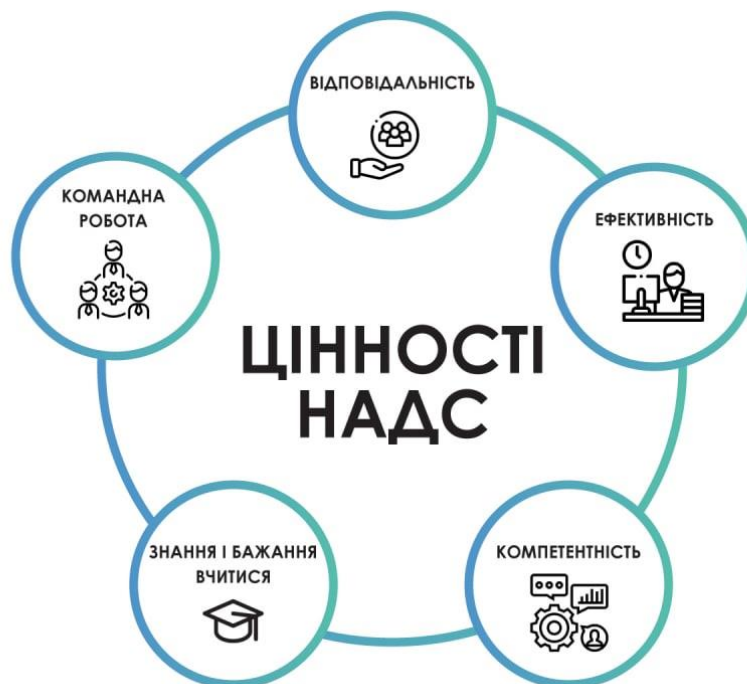 ВІДПОВІДАЛЬНІСТЬ
КОМАНДНА
РОБОТА
ЕФЕКТИВНІСТЬ
ЦІННОСТІ
НАДС
ЗНАННЯ І БАЖАННЯ
ВЧИТИСЯ
КОМПЕТЕНТНІСТЬ